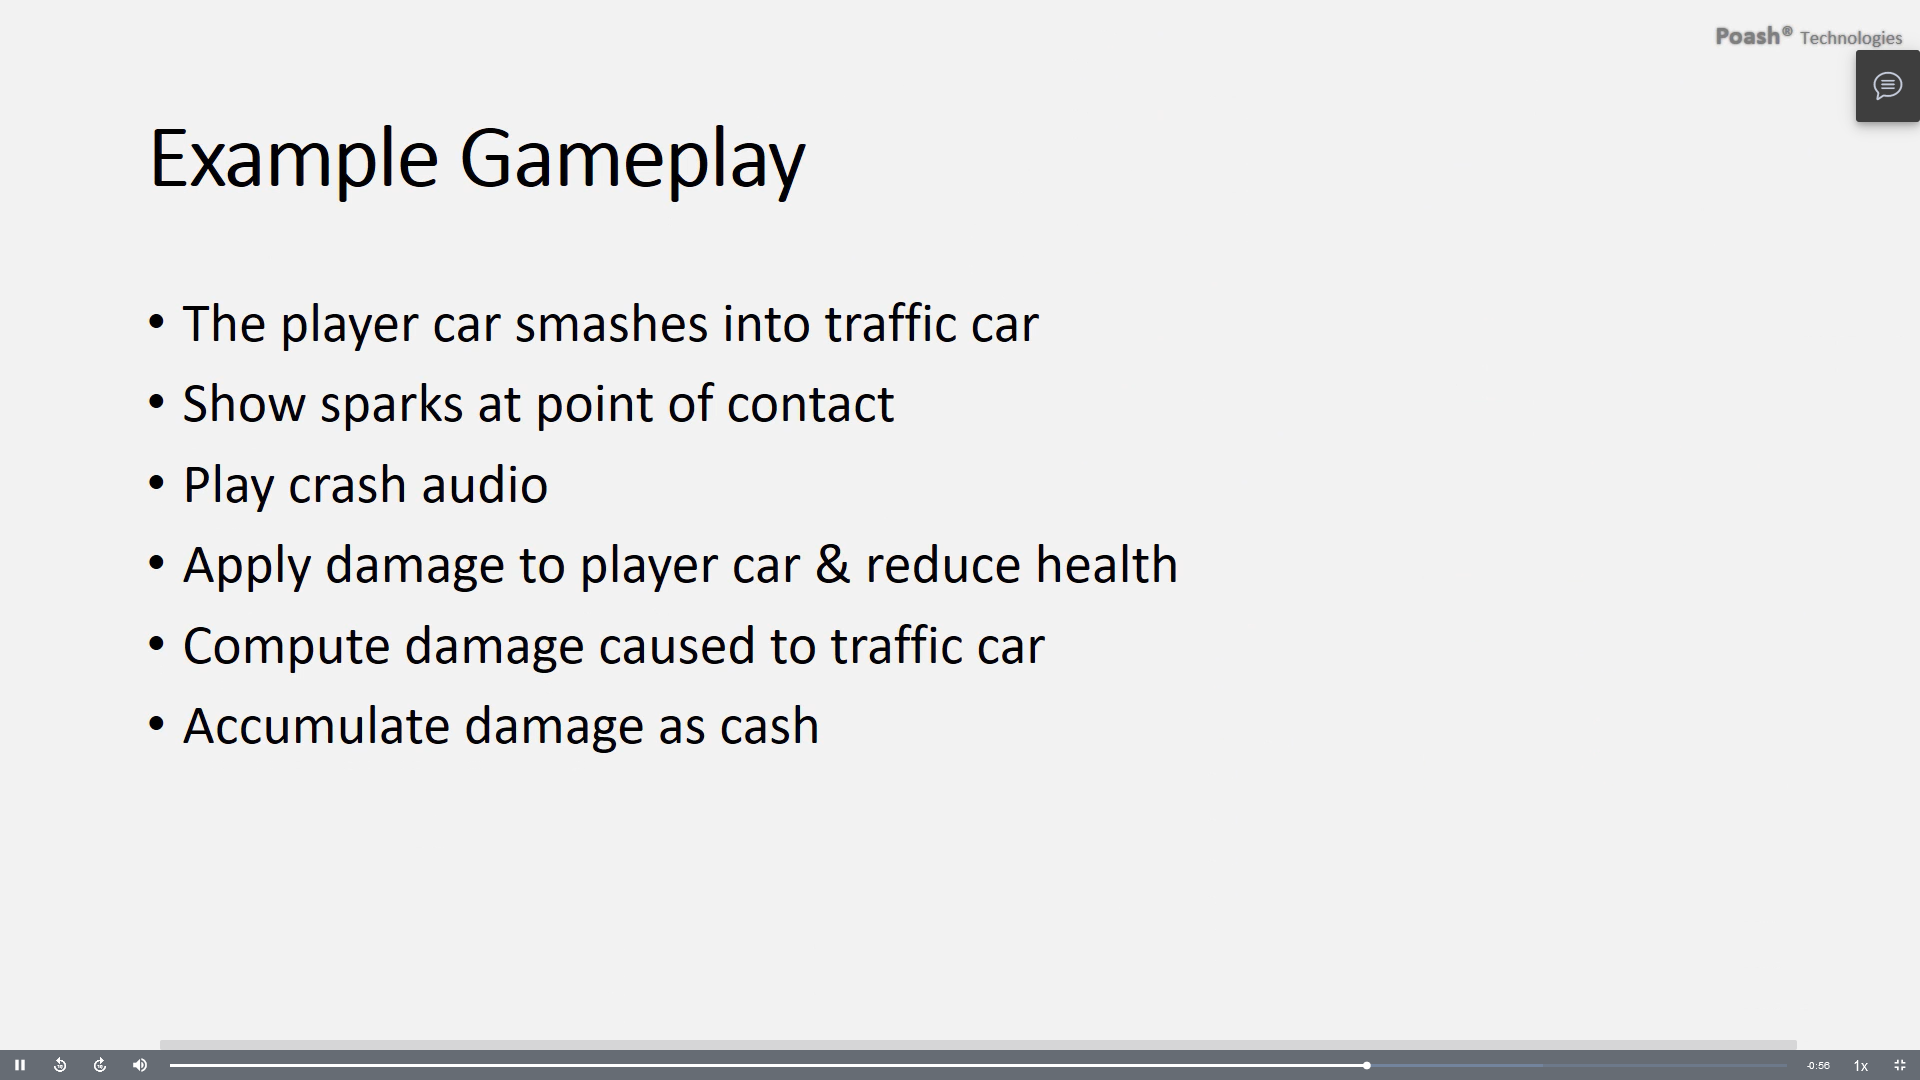 Poash® Technologies
Example Gameplay
• The player car smashes into traffic car
• Show sparks at point of contact
• Play crash audio
• Apply damage to player car & reduce health
• Compute damage caused to traffic car
• Accumulate damage as cash
-0:56 1x